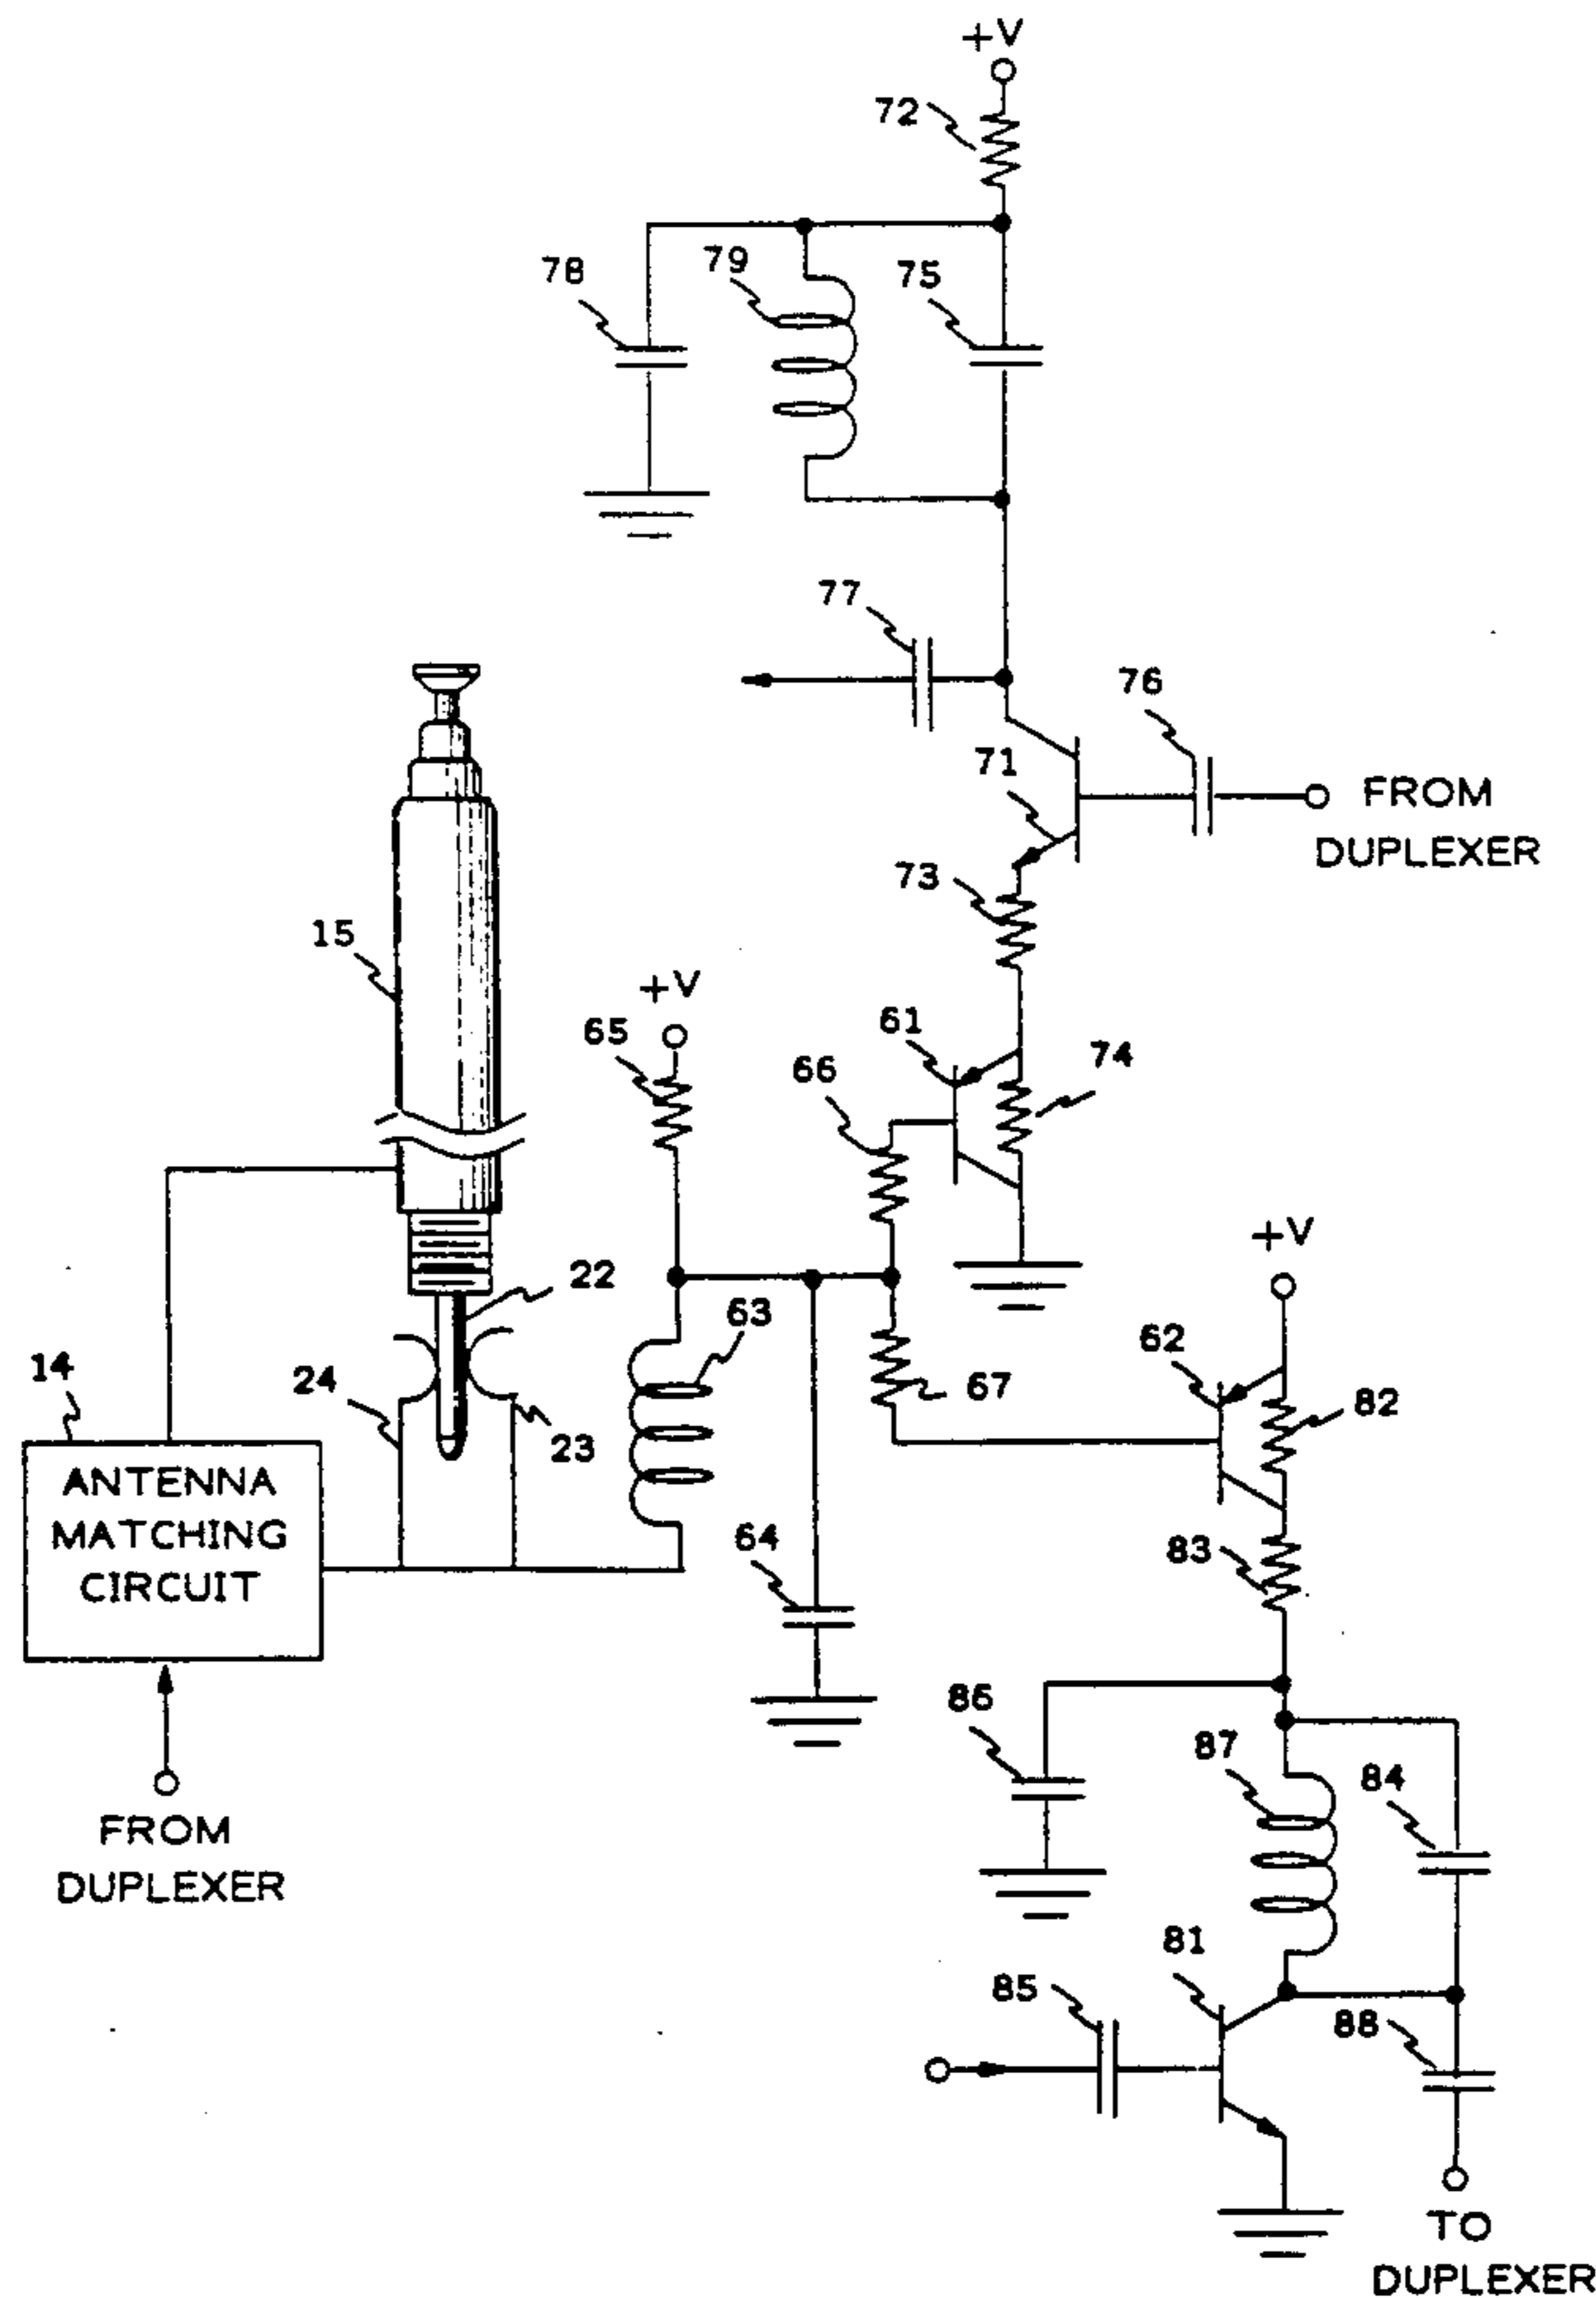 +V
72
78
79
75
77
76
71
FROM
DUPLEXER
73
15
+V
65
61
66
74
+V
22
63
62
14
24
67
82
23
ANTENNA
MATCHING
CIRCUIT
64
83
86
87
84
FROM
DUPLEXER
81
85
88
TO
DUPLEXER